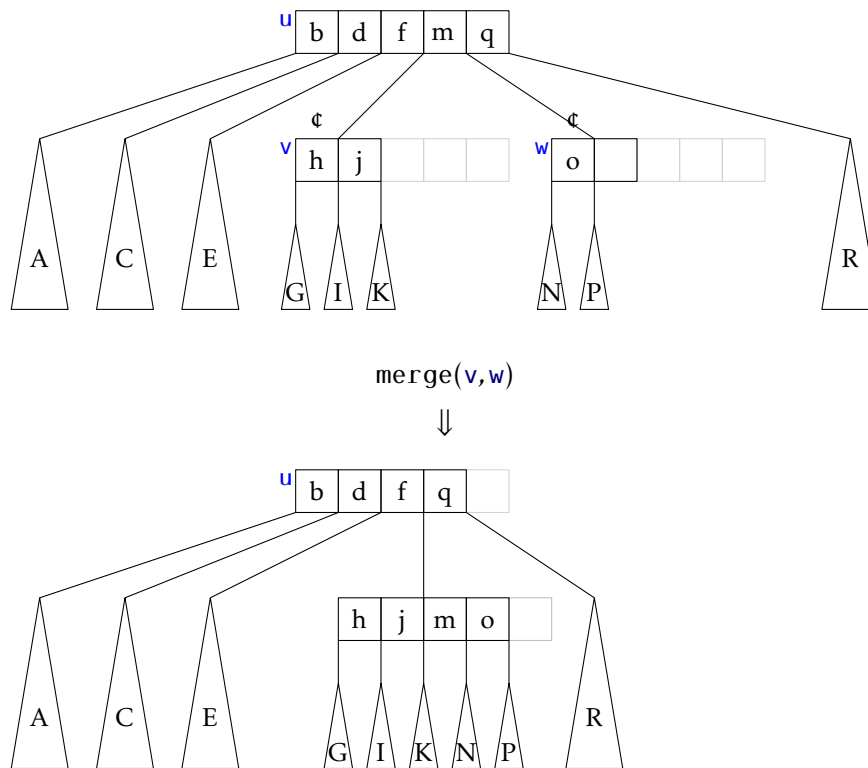 u b d f m q
¢ ¢
v h j w o
A C E G I K N P R
merge(v,w)
⇓
u b d f q
h j m o
A C E G I K N P R